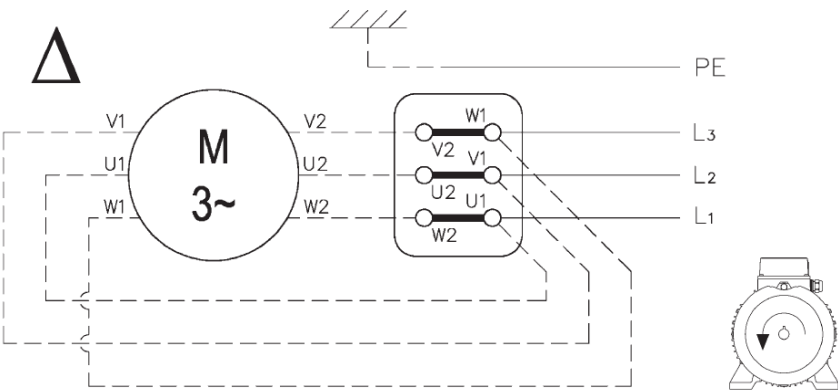 Δ
PE
V1 M V2 V2 W1 L3
U1 3~ U2 U2 V1 L2
W1 W2 W2 U1 L1